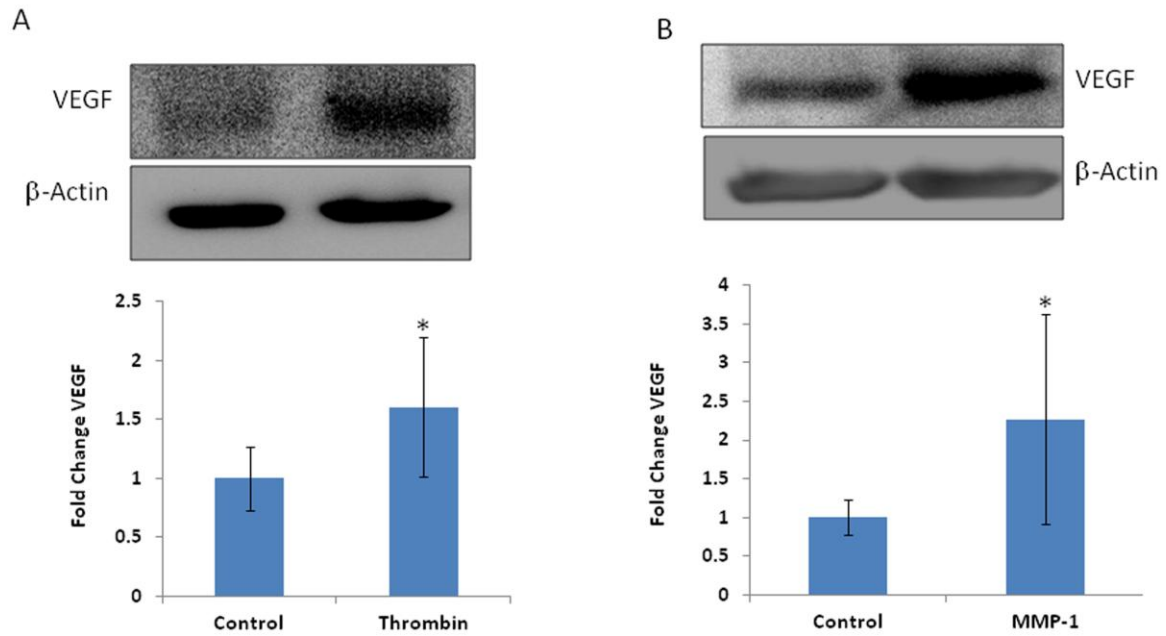 A
VEGF
β-Actin
2.5
2
1.5
1
0.5
0
Fold Change VEGF
*
Control
Thrombin
B
VEGF
β-Actin
4
3.5
3
2.5
2
1.5
1
0.5
0
Fold Change VEGF
*
Control
MMP-1